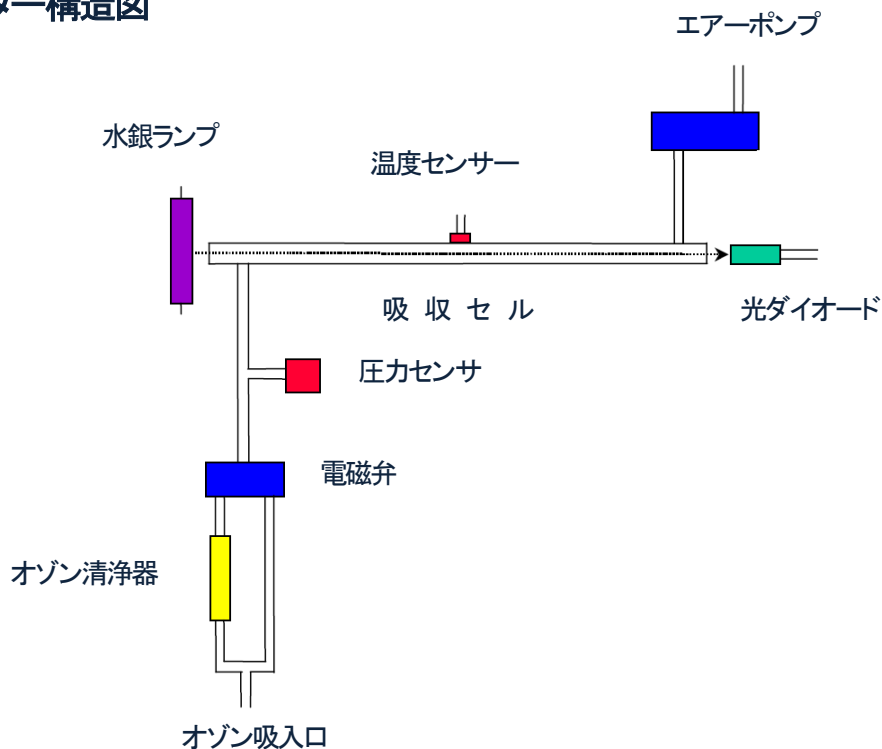 ター構造図
エアーポンプ
水銀ランプ
温度センサー
吸 収 セ ル
光ダイオード
圧力センサ
電磁弁
オゾン清浄器
オゾン吸入口